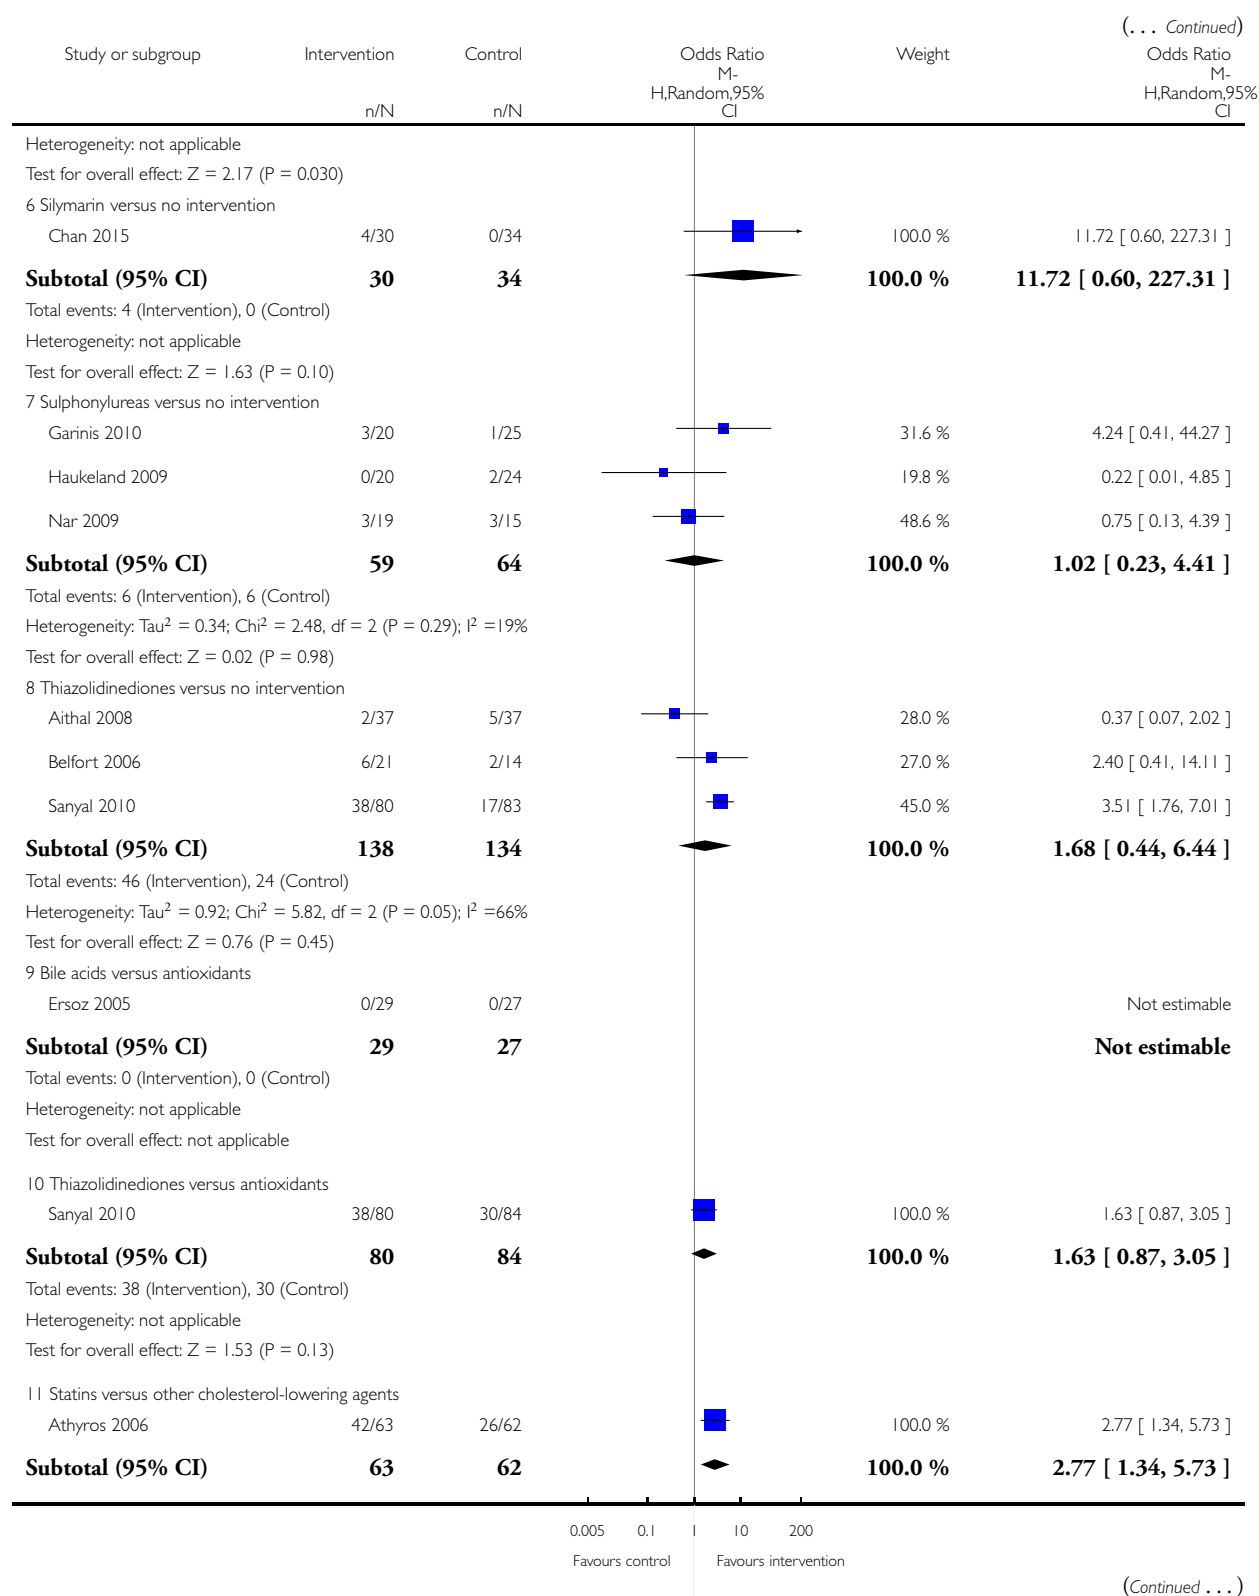 (... Continued)
Study or subgroup Intervention Control Odds Ratio Weight Odds Ratio
M- M-
H,Random,95% H,Random,95%
n/N n/N CI CI
Heterogeneity: not applicable
Test for overall effect: Z = 2.17 (P = 0.030)
6 Silymarin versus no intervention
Chan 2015 4/30 0/34 100.0 % 11.72 [ 0.60, 227.31 ]
Subtotal (95% CI) 30 34 100.0 % 11.72 [ 0.60, 227.31 ]
Total events: 4 (Intervention), 0 (Control)
Heterogeneity: not applicable
Test for overall effect: Z = 1.63 (P = 0.10)
7 Sulphonylureas versus no intervention
Garinis 2010 3/20 1/25 31.6 % 4.24 [ 0.41, 44.27 ]
Haukeland 2009 0/20 2/24 19.8 % 0.22 [ 0.01, 4.85 ]
Nar 2009 3/19 3/15 48.6 % 0.75 [ 0.13, 4.39 ]
Subtotal (95% CI) 59 64 100.0 % 1.02 [ 0.23, 4.41 ]
Total events: 6 (Intervention), 6 (Control)
Heterogeneity: Tau² = 0.34; Chi² = 2.48, df = 2 (P = 0.29); I² =19%
Test for overall effect: Z = 0.02 (P = 0.98)
8 Thiazolidinediones versus no intervention
Aithal 2008 2/37 5/37 28.0 % 0.37 [ 0.07, 2.02 ]
Belfort 2006 6/21 2/14 27.0 % 2.40 [ 0.41, 14.11 ]
Sanyal 2010 38/80 17/83 45.0 % 3.51 [ 1.76, 7.01 ]
Subtotal (95% CI) 138 134 100.0 % 1.68 [ 0.44, 6.44 ]
Total events: 46 (Intervention), 24 (Control)
Heterogeneity: Tau² = 0.92; Chi² = 5.82, df = 2 (P = 0.05); I² =66%
Test for overall effect: Z = 0.76 (P = 0.45)
9 Bile acids versus antioxidants
Ersoz 2005 0/29 0/27 Not estimable
Subtotal (95% CI) 29 27 Not estimable
Total events: 0 (Intervention), 0 (Control)
Heterogeneity: not applicable
Test for overall effect: not applicable
10 Thiazolidinediones versus antioxidants
Sanyal 2010 38/80 30/84 100.0 % 1.63 [ 0.87, 3.05 ]
Subtotal (95% CI) 80 84 100.0 % 1.63 [ 0.87, 3.05 ]
Total events: 38 (Intervention), 30 (Control)
Heterogeneity: not applicable
Test for overall effect: Z = 1.53 (P = 0.13)
11 Statins versus other cholesterol-lowering agents
Athyros 2006 42/63 26/62 100.0 % 2.77 [ 1.34, 5.73 ]
Subtotal (95% CI) 63 62 100.0 % 2.77 [ 1.34, 5.73 ]
0.005 0.1 1 10 200
Favours control Favours intervention
(Continued ...)